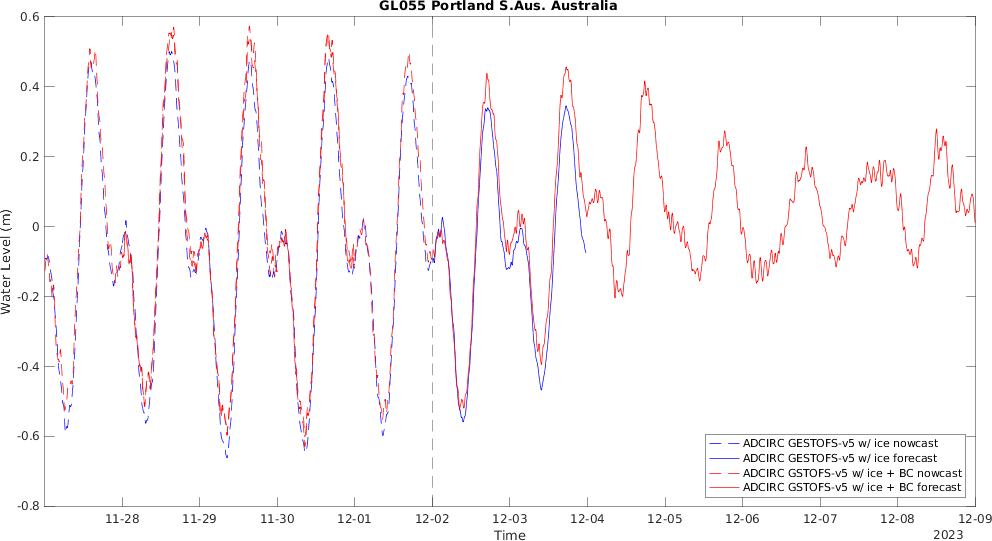 GL055 Portland S.Aus. Australia
Water Level (m)
0.6
0.4
0.2
0
-0.2
-0.4
-0.6
-0.8
ADCIRC GESTOFS-v5 w/ ice nowcast
ADCIRC GESTOFS-v5 w/ ice forecast
ADCIRC GSTOFS-v5 w/ ice + BC nowcast
ADCIRC GSTOFS-v5 w/ ice + BC forecast
11-28 11-29 11-30 12-01 12-02 12-03 12-04 12-05 12-06 12-07 12-08 12-09
Time
2023